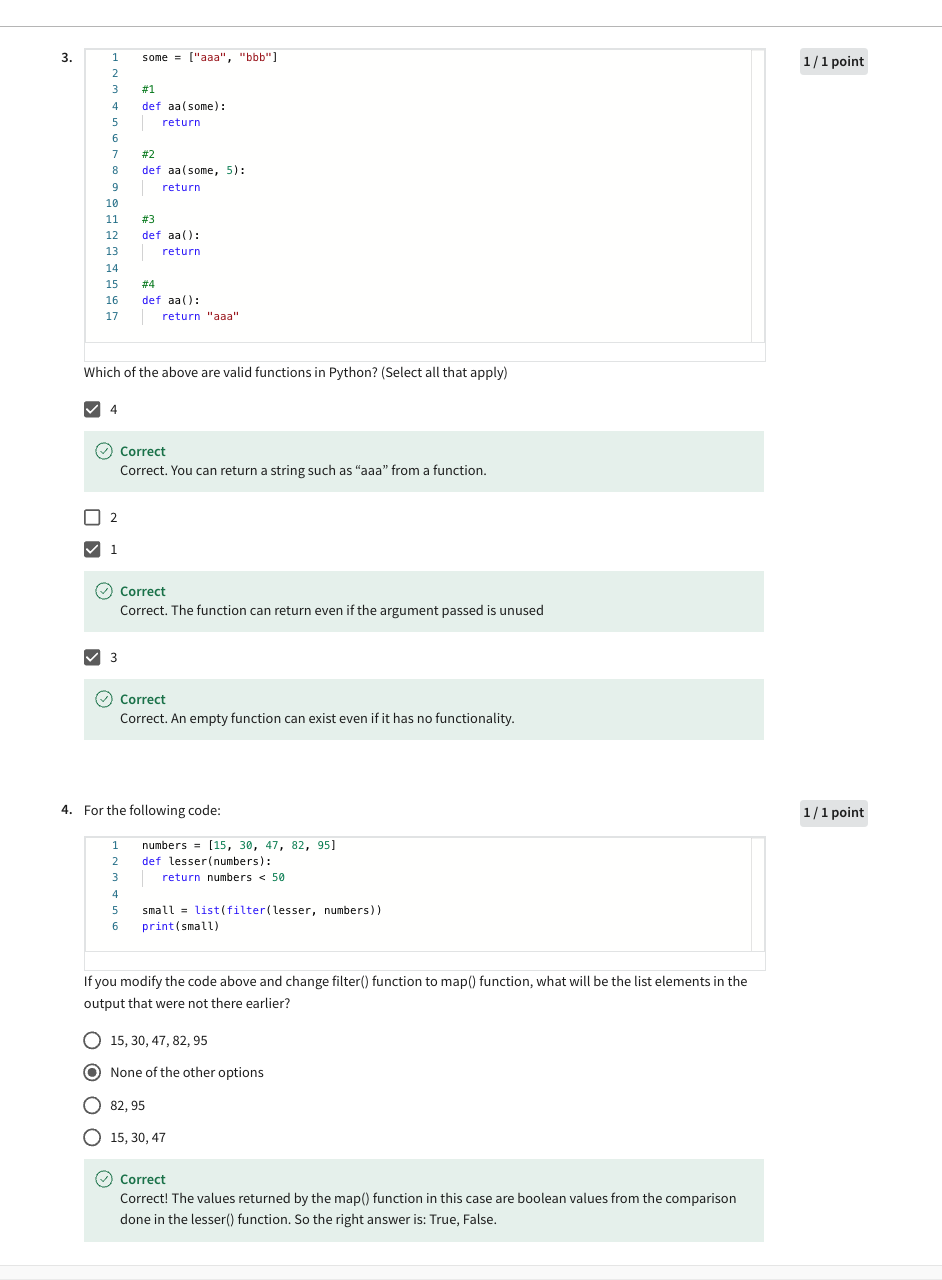 3.
1 / 1 point
1 some = ["aaa", "bbb"]
2
3 #1
4 def aa(some):
5 return
6
7 #2
8 def aa(some, 5):
9 return
10
11 #3
12 def aa():
13 return
14
15 #4
16 def aa():
17 return "aaa"
Which of the above are valid functions in Python? (Select all that apply)
4
Correct
Correct. You can return a string such as “aaa” from a function.
2
1
Correct
Correct. The function can return even if the argument passed is unused
3
Correct
Correct. An empty function can exist even if it has no functionality.
4. For the following code:
1 / 1 point
1 numbers = [15, 30, 47, 82, 95]
2 def lesser(numbers):
3 return numbers < 50
4
5 small = list(filter(lesser, numbers))
6 print(small)
If you modify the code above and change filter() function to map() function, what will be the list elements in the
output that were not there earlier?
15, 30, 47, 82, 95
None of the other options
82, 95
15, 30, 47
Correct
Correct! The values returned by the map() function in this case are boolean values from the comparison
done in the lesser() function. So the right answer is: True, False.